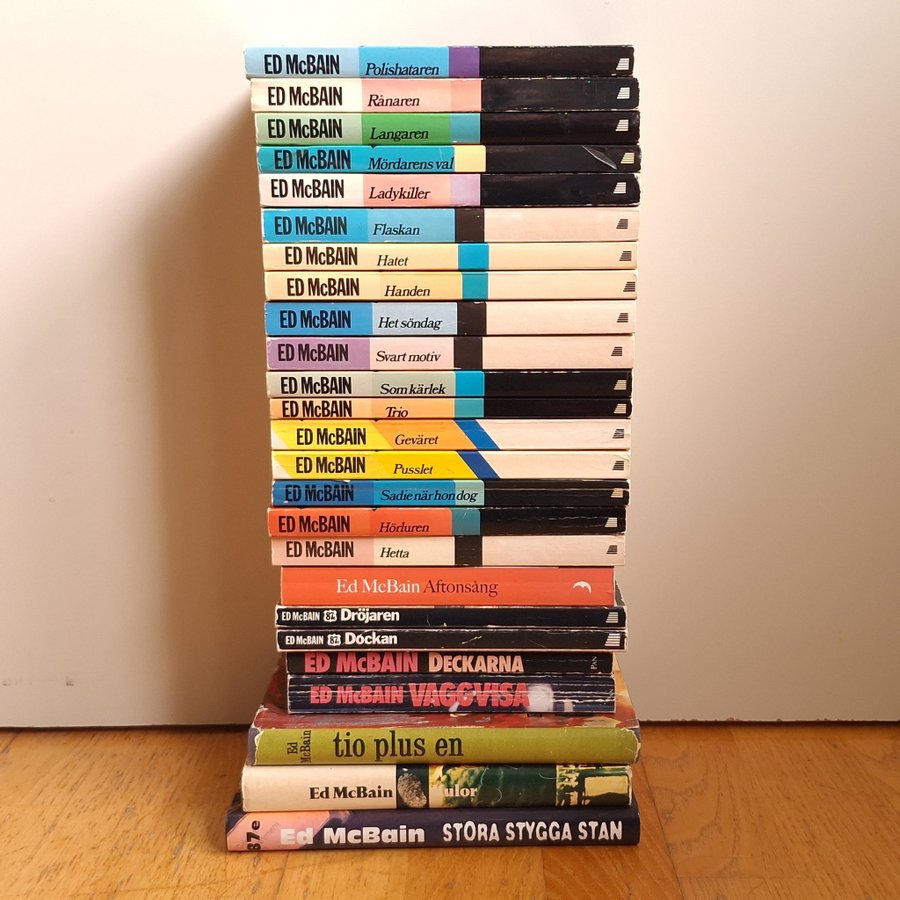 ED McBAIN Polishataren
ED McBAIN Rånaren
ED McBAIN Langaren
ED McBAIN Mördarens val
ED McBAIN Ladykiller
ED McBAIN Flaskan
ED McBAIN Hatet
ED McBAIN Handen
ED McBAIN Het söndag
ED McBAIN Svart motiv
ED McBAIN Som kärlek
ED McBAIN Trio
ED McBAIN Geväret
ED McBAIN Pusslet
ED McBAIN Sadie när hon dog
ED McBAIN Hörluren
ED McBAIN Hetta
Ed McBain Aftonsång
ED McBAIN 87 Dröjaren
ED McBAIN 87 Dockan
ED McBAIN DECKARNA PAN
ED McBAIN VAGGVISA
Ed McBain tio plus en
Ed McBain
87e Ed McBain STORA STYGGA STAN